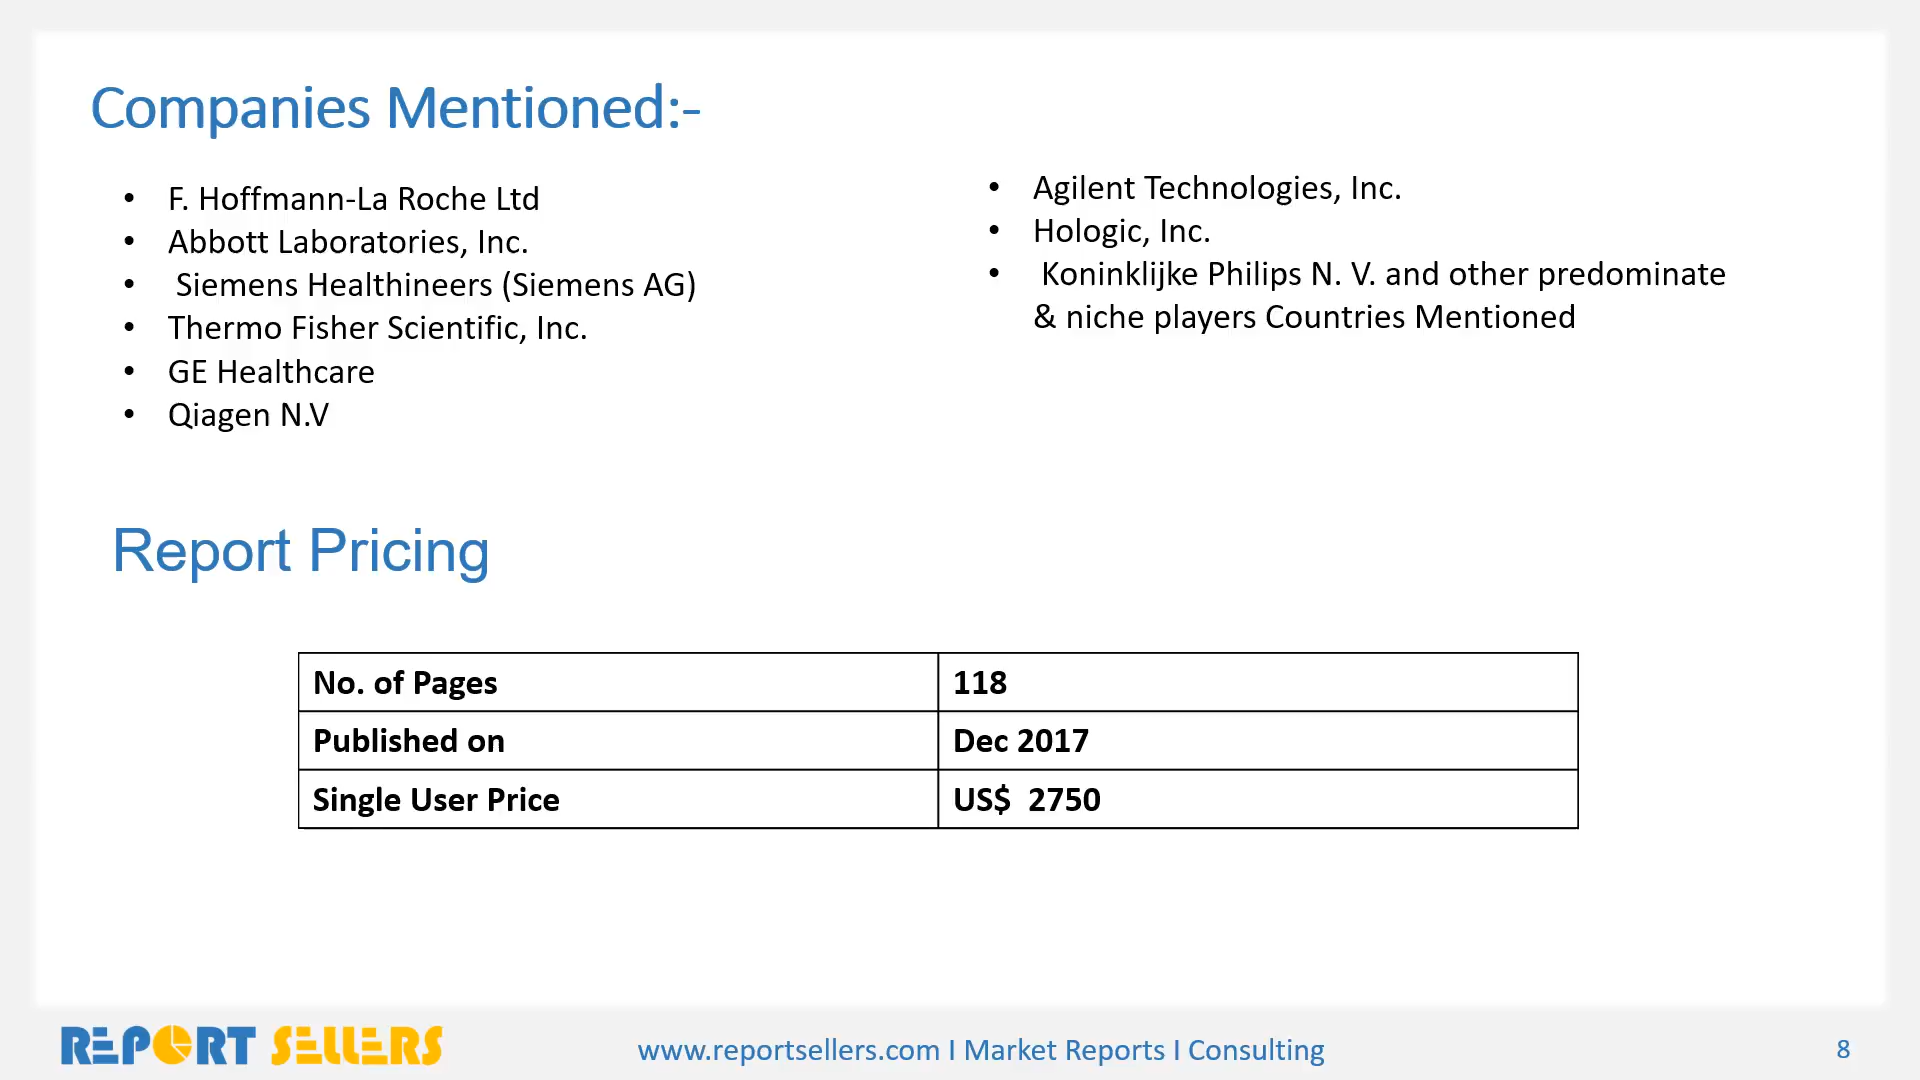 Companies Mentioned:-
• F. Hoffmann-La Roche Ltd
• Abbott Laboratories, Inc.
• Siemens Healthineers (Siemens AG)
• Thermo Fisher Scientific, Inc.
• GE Healthcare
• Qiagen N.V
• Agilent Technologies, Inc.
• Hologic, Inc.
• Koninklijke Philips N. V. and other predominate
& niche players Countries Mentioned
Report Pricing
No. of Pages 118
Published on Dec 2017
Single User Price US$ 2750
REPORT SELLERS
www.reportsellers.com I Market Reports I Consulting
8